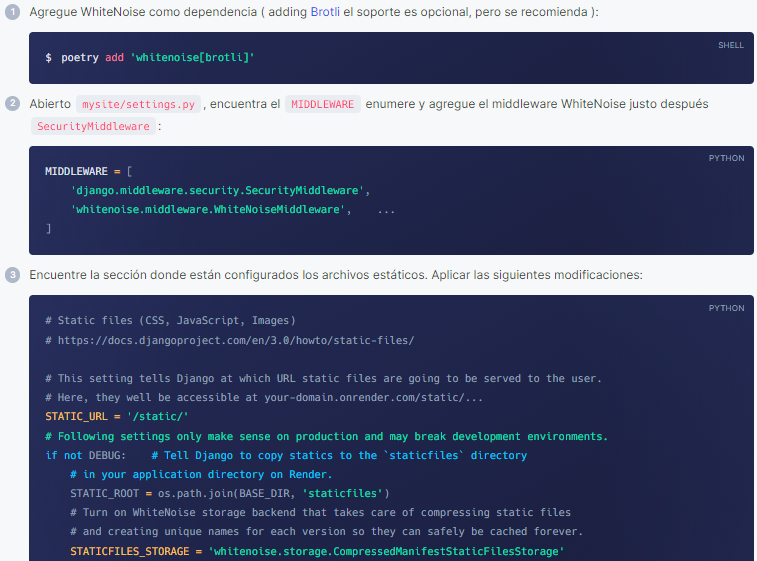 1 Agregue WhiteNoise como dependencia ( adding Brotli el soporte es opcional, pero se recomienda ):
SHELL
$ poetry add 'whitenoise[brotli]'
2 Abierto mysite/settings.py , encuentra el MIDDLEWARE enumere y agregue el middleware WhiteNoise justo después
SecurityMiddleware :
PYTHON
MIDDLEWARE = [
    'django.middleware.security.SecurityMiddleware',
    'whitenoise.middleware.WhiteNoiseMiddleware',    ...
]
3 Encuentre la sección donde están configurados los archivos estáticos. Aplicar las siguientes modificaciones:
PYTHON
# Static files (CSS, JavaScript, Images)
# https://docs.djangoproject.com/en/3.0/howto/static-files/
# This setting tells Django at which URL static files are going to be served to the user.
# Here, they well be accessible at your-domain.onrender.com/static/...
STATIC_URL = '/static/'
# Following settings only make sense on production and may break development environments.
if not DEBUG:    # Tell Django to copy statics to the `staticfiles` directory
    # in your application directory on Render.
    STATIC_ROOT = os.path.join(BASE_DIR, 'staticfiles')
    # Turn on WhiteNoise storage backend that takes care of compressing static files
    # and creating unique names for each version so they can safely be cached forever.
    STATICFILES_STORAGE = 'whitenoise.storage.CompressedManifestStaticFilesStorage'